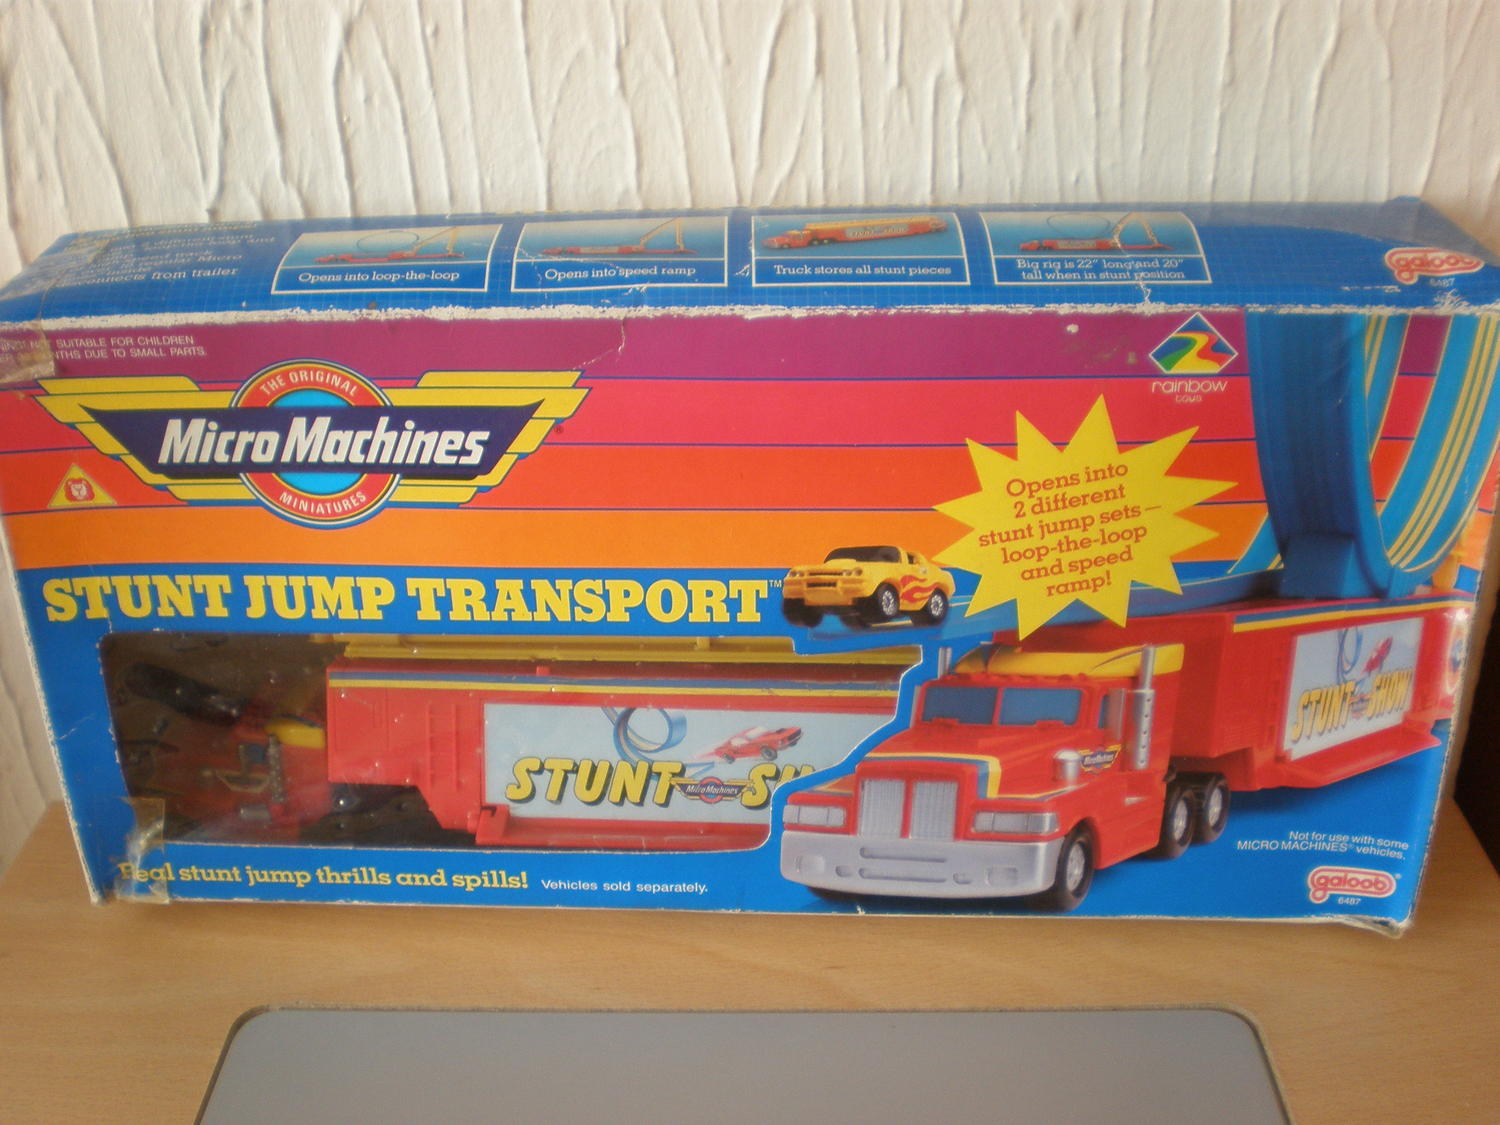 disconnects from trailer
Opens into loop-the-loop
Opens into speed ramp
Truck stores all stunt pieces
Big rig is 22" long and 20"
tall when in stunt position
galoob
6487
NOT SUITABLE FOR CHILDREN
MONTHS DUE TO SMALL PARTS.
THE ORIGINAL
Micro Machines
MINIATURES
rainbow
toys
Opens into
2 different
stunt jump sets—
loop-the-loop
and speed
ramp!
STUNT JUMP TRANSPORT™
STUNT SHOW
STUNT
Micro Machines
Micro Machines
Real stunt jump thrills and spills!
Vehicles sold separately.
Not for use with some
MICRO MACHINES® vehicles.
galoob®
6487